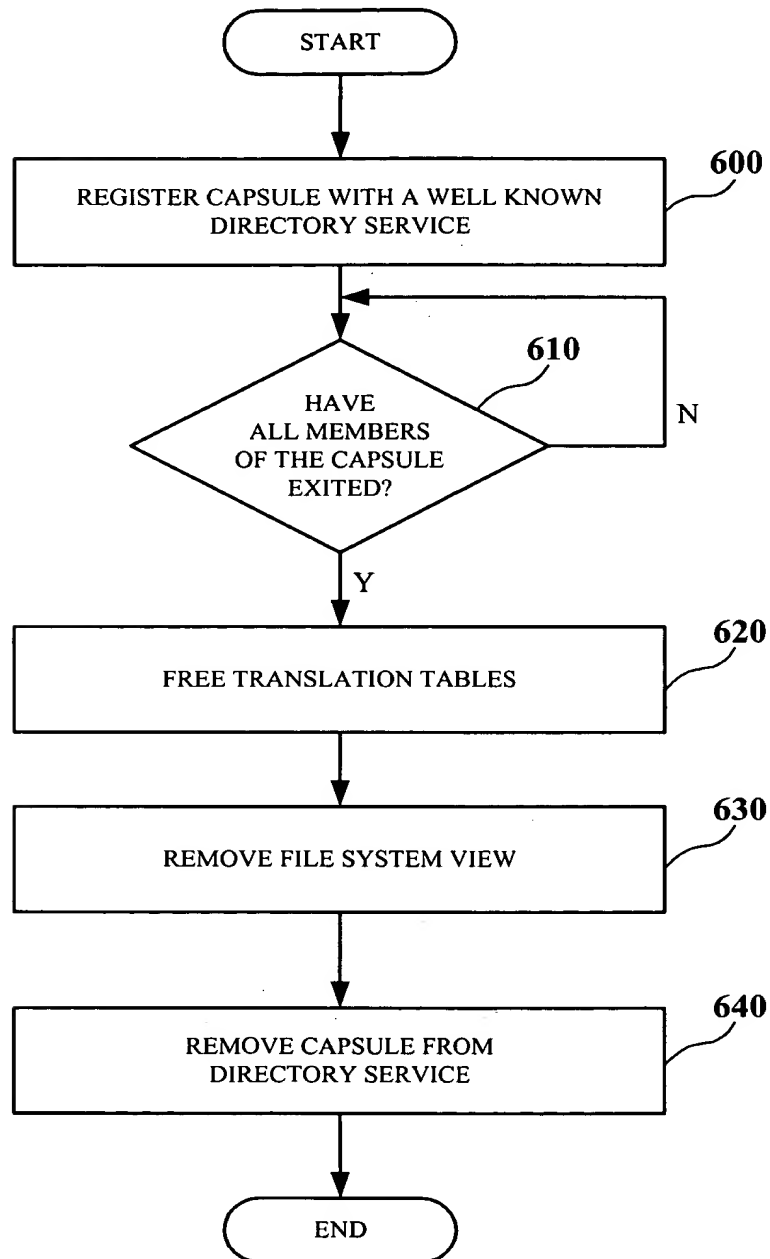 START
600
REGISTER CAPSULE WITH A WELL KNOWN
DIRECTORY SERVICE
610
HAVE
ALL MEMBERS
OF THE CAPSULE
EXITED?
N
Y
620
FREE TRANSLATION TABLES
630
REMOVE FILE SYSTEM VIEW
640
REMOVE CAPSULE FROM
DIRECTORY SERVICE
END